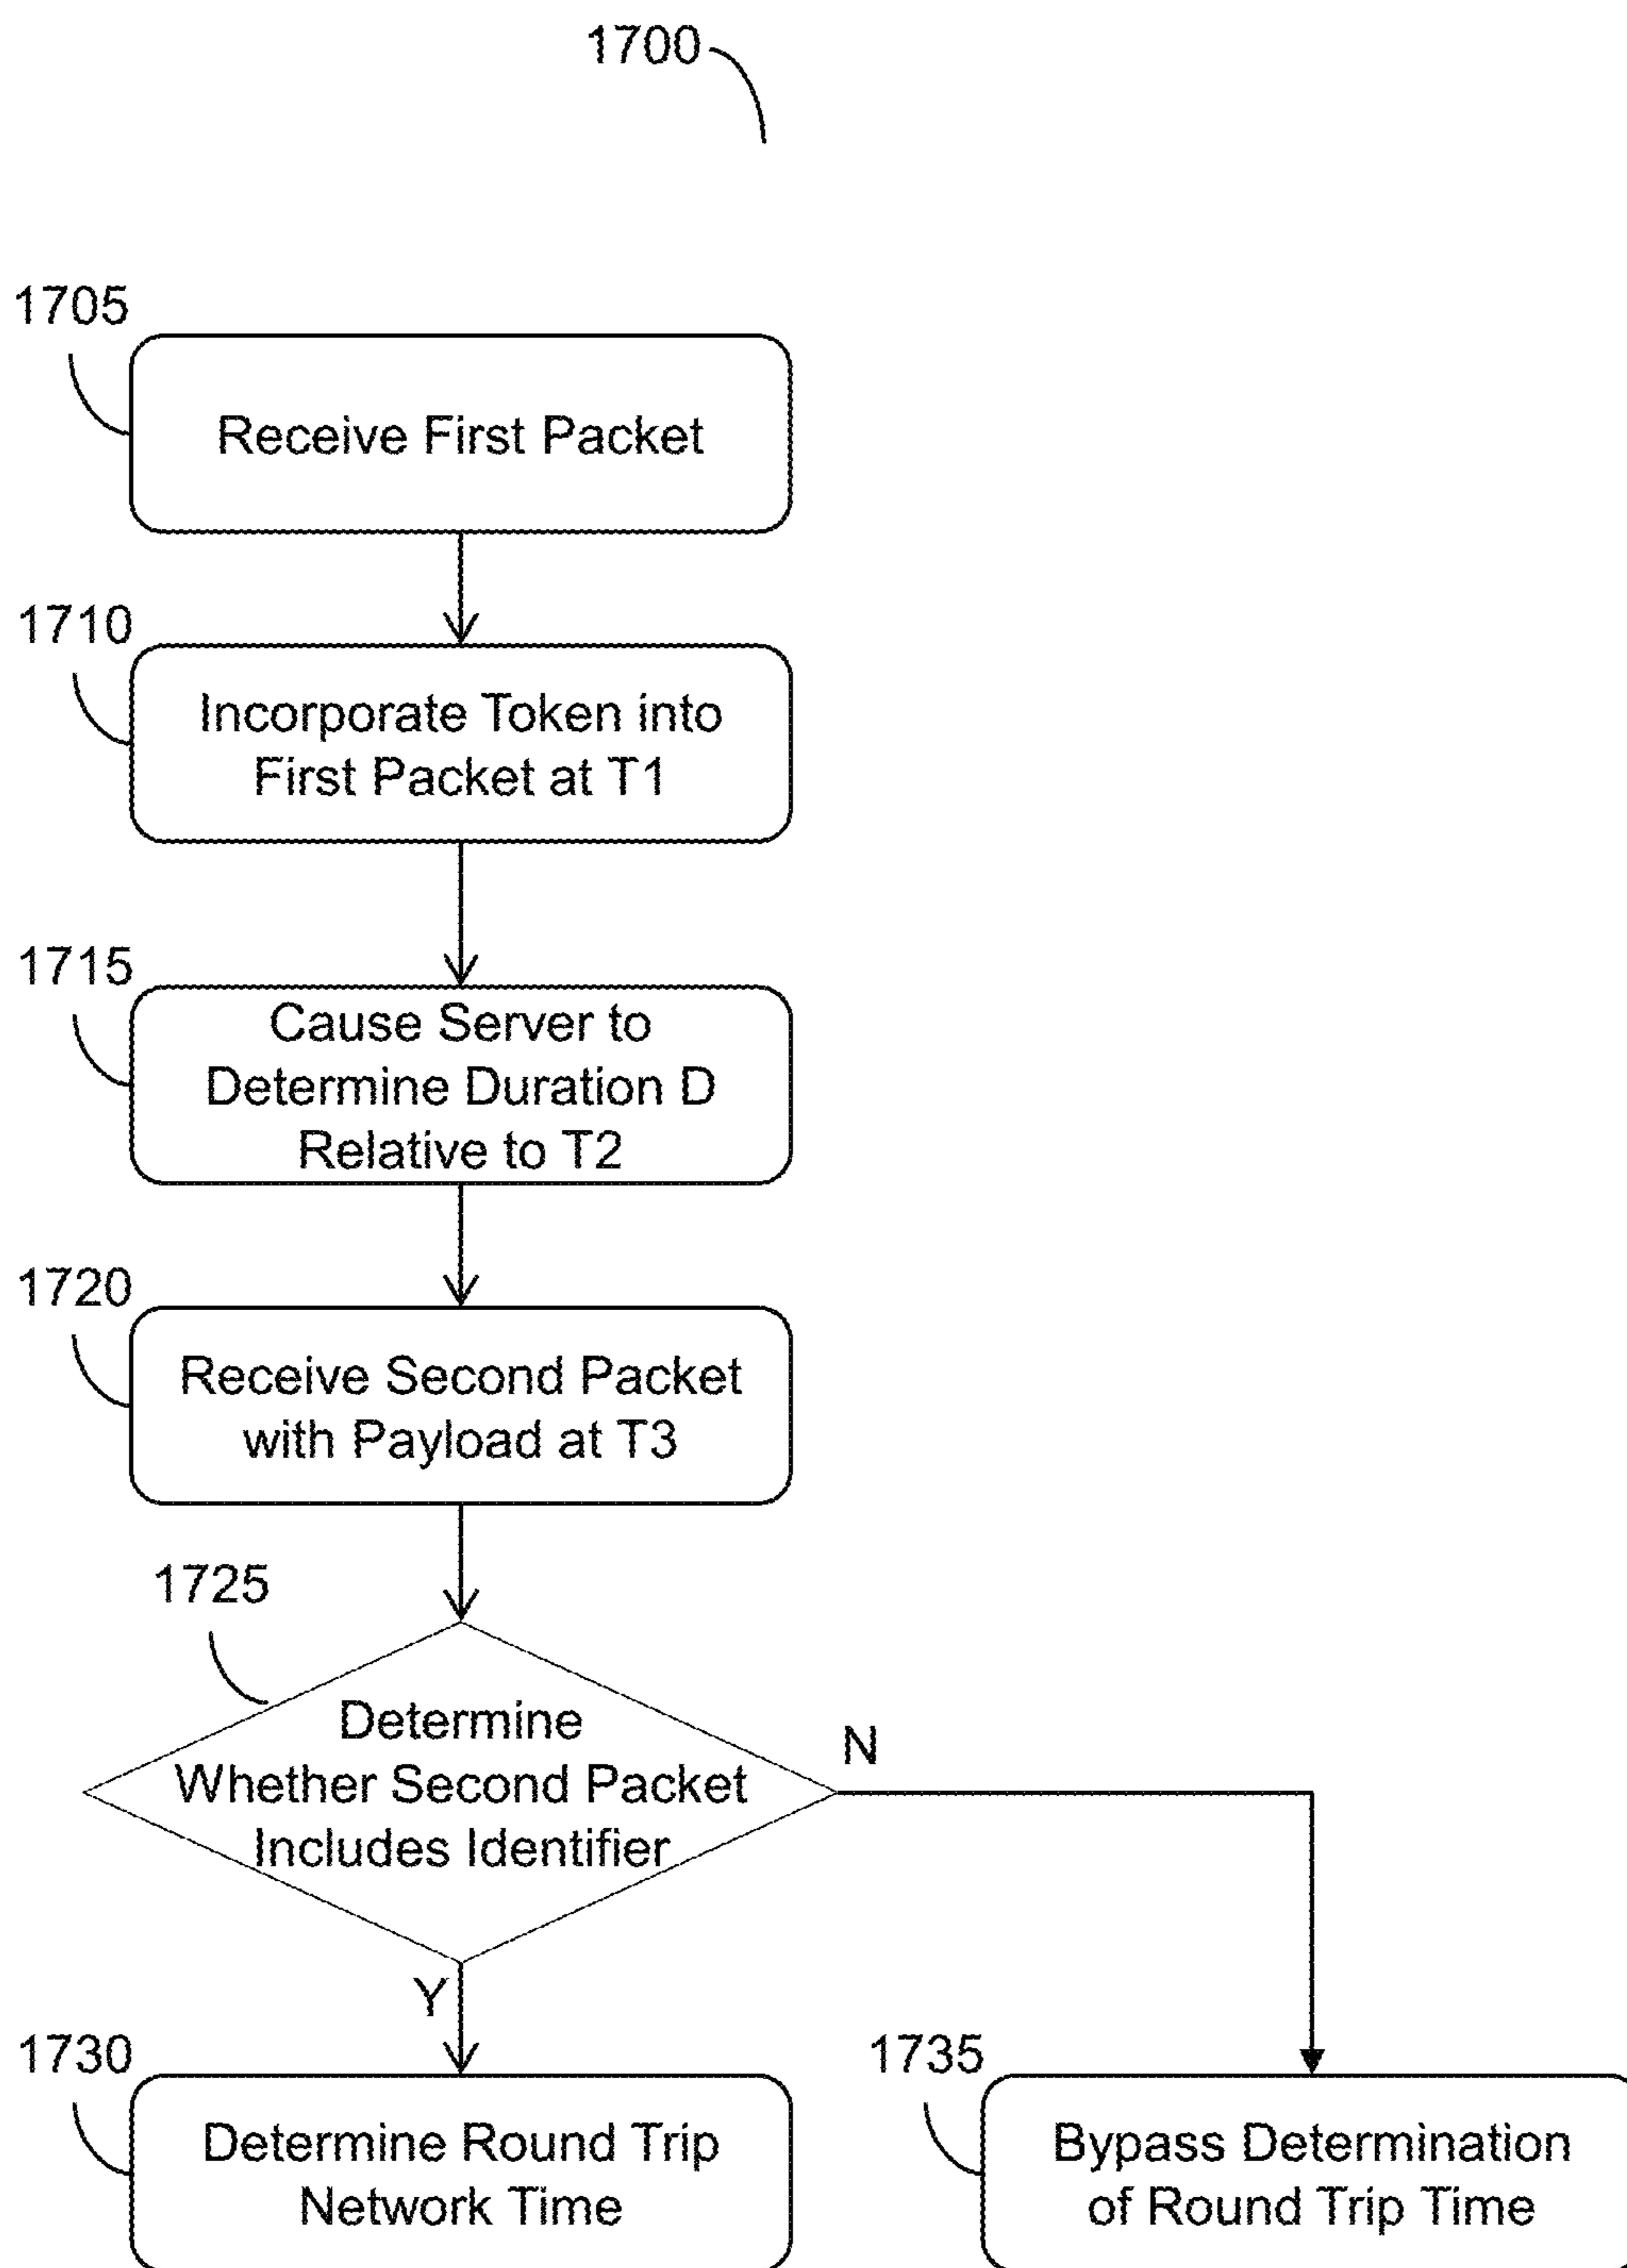 1700
1705
Receive First Packet
1710
Incorporate Token into
First Packet at T1
1715
Cause Server to
Determine Duration D
Relative to T2
1720
Receive Second Packet
with Payload at T3
1725
Determine
Whether Second Packet
Includes Identifier
N
Y
1730
Determine Round Trip
Network Time
1735
Bypass Determination
of Round Trip Time